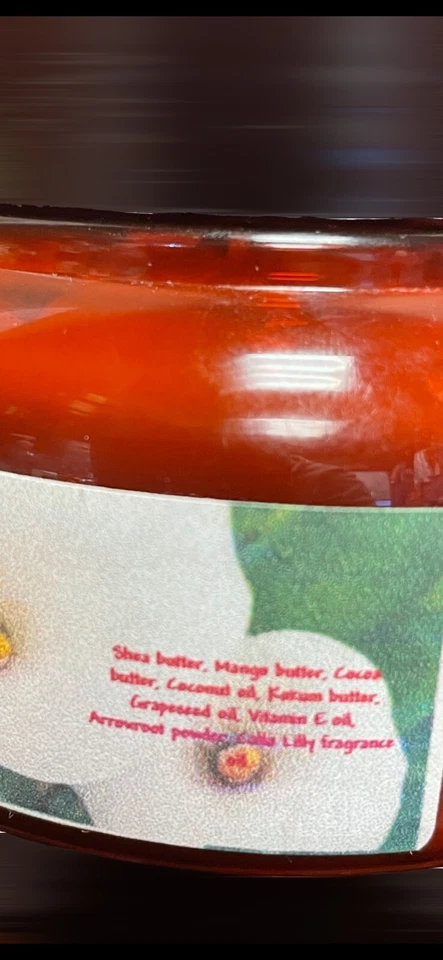 Shea butter, Mango butter, Cocoa
butter, Coconut oil, Kokum butter,
Grapeseed oil, Vitamin E oil,
Arrowroot powder, Calla Lilly fragrance
oil